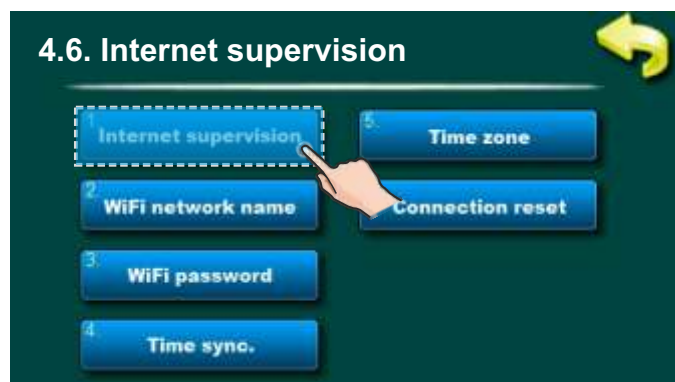 4.6. Internet supervision
1. Internet supervision
2. WiFi network name
3. WiFi password
4. Time sync.
5. Time zone
Connection reset